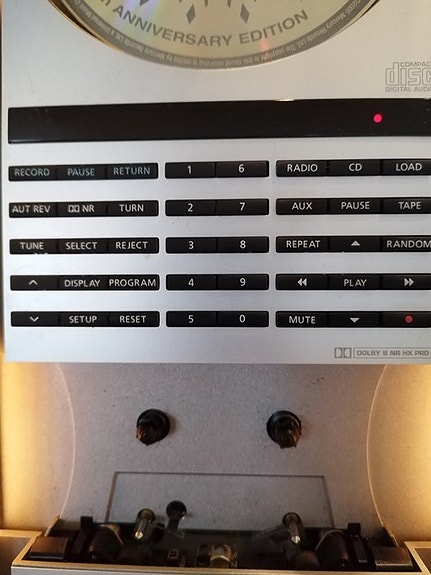 ANNIVERSARY EDITION
COMPACT
disc
DIGITAL AUDIO
RECORD PAUSE RETURN 1 6 RADIO CD LOAD
AUT REV NR TURN 2 7 AUX PAUSE TAPE
TUNE SELECT REJECT 3 8 REPEAT RANDOM
DISPLAY PROGRAM 4 9 PLAY
SETUP RESET 5 0 MUTE
DOLBY B NR HX PRO